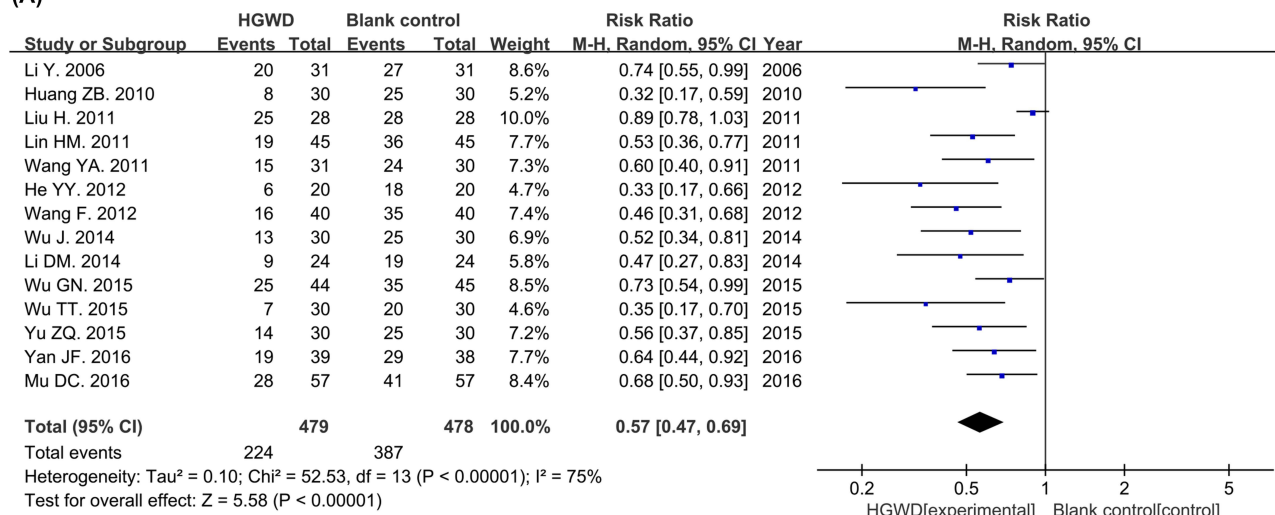 (A)
HGWD Blank control Risk Ratio Risk Ratio
Study or Subgroup Events Total Events Total Weight M-H, Random, 95% CI Year M-H, Random, 95% CI
Li Y. 2006 20 31 27 31 8.6% 0.74 [0.55, 0.99] 2006
Huang ZB. 2010 8 30 25 30 5.2% 0.32 [0.17, 0.59] 2010
Liu H. 2011 25 28 28 28 10.0% 0.89 [0.78, 1.03] 2011
Lin HM. 2011 19 45 36 45 7.7% 0.53 [0.36, 0.77] 2011
Wang YA. 2011 15 31 24 30 7.3% 0.60 [0.40, 0.91] 2011
He YY. 2012 6 20 18 20 4.7% 0.33 [0.17, 0.66] 2012
Wang F. 2012 16 40 35 40 7.4% 0.46 [0.31, 0.68] 2012
Wu J. 2014 13 30 25 30 6.9% 0.52 [0.34, 0.81] 2014
Li DM. 2014 9 24 19 24 5.8% 0.47 [0.27, 0.83] 2014
Wu GN. 2015 25 44 35 45 8.5% 0.73 [0.54, 0.99] 2015
Wu TT. 2015 7 30 20 30 4.6% 0.35 [0.17, 0.70] 2015
Yu ZQ. 2015 14 30 25 30 7.2% 0.56 [0.37, 0.85] 2015
Yan JF. 2016 19 39 29 38 7.7% 0.64 [0.44, 0.92] 2016
Mu DC. 2016 28 57 41 57 8.4% 0.68 [0.50, 0.93] 2016
Total (95% CI) 479 478 100.0% 0.57 [0.47, 0.69]
Total events 224 387
Heterogeneity: Tau² = 0.10; Chi² = 52.53, df = 13 (P < 0.00001); I² = 75%
Test for overall effect: Z = 5.58 (P < 0.00001)
0.2 0.5 1 2 5
HGWD[experimental] Blank control[control]